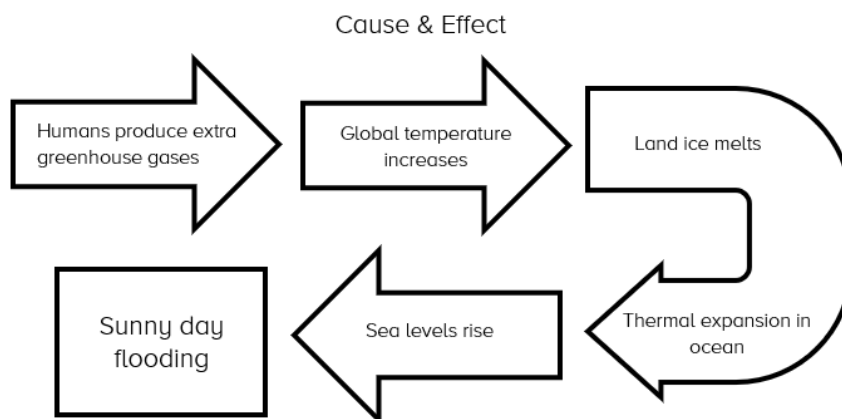 Cause & Effect
Humans produce extra
greenhouse gases
Global temperature
increases
Land ice melts
Thermal expansion in
ocean
Sea levels rise
Sunny day
flooding